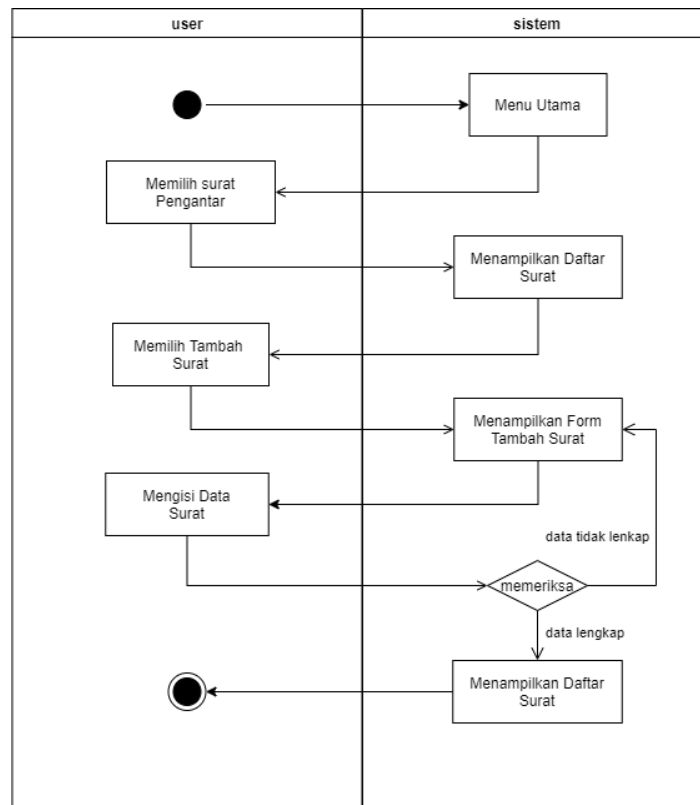 user
sistem
Menu Utama
Memilih surat
Pengantar
Menampilkan Daftar
Surat
Memilih Tambah
Surat
Menampilkan Form
Tambah Surat
Mengisi Data
Surat
data tidak lenkap
memeriksa
data lengkap
Menampilkan Daftar
Surat